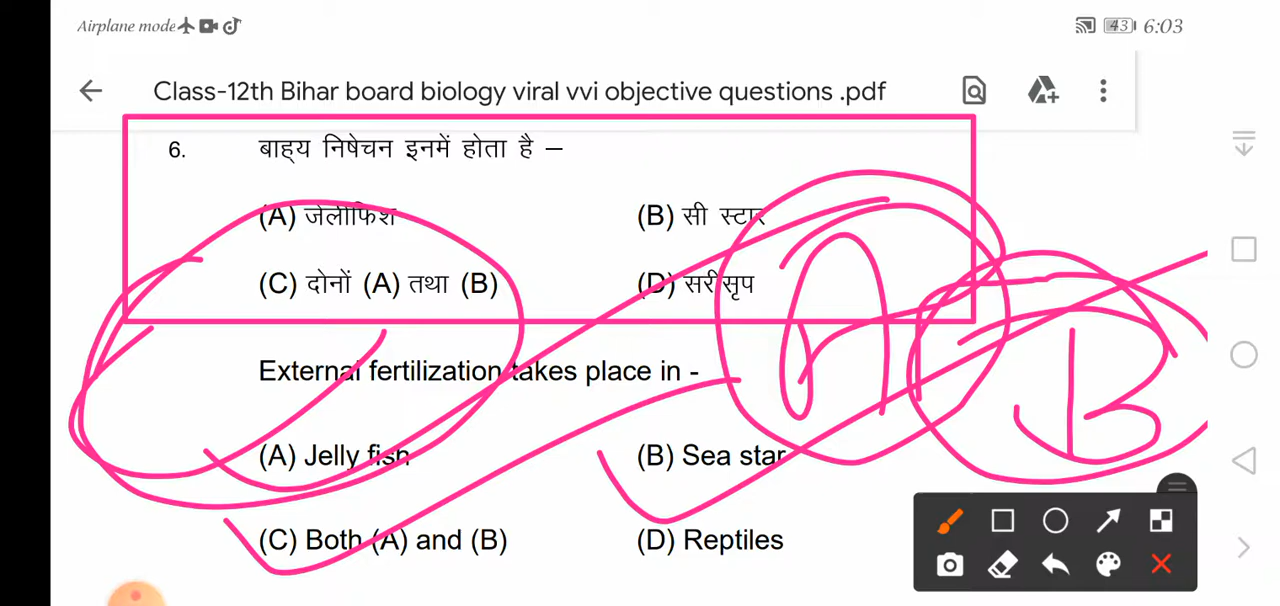 Airplane mode 43 6:03
Class-12th Bihar board biology viral vvi objective questions .pdf
6. बाह्य निषेचन इनमें होता है –
(A) जेलीफिश (B) सी स्टार
(C) दोनों (A) तथा (B) (D) सरीसृप
A B
External fertilization takes place in -
(A) Jelly fish (B) Sea star
(C) Both (A) and (B) (D) Reptiles